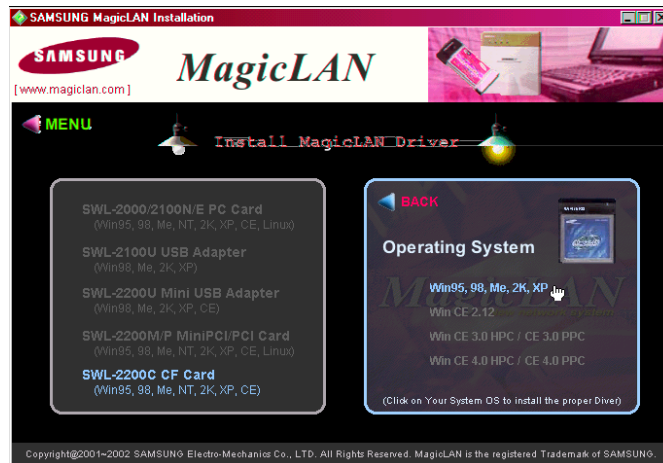 SAMSUNG MagicLAN Installation
SAMSUNG
[ www.magiclan.com ]
MagicLAN
MENU
Install MagicLAN Driver
SWL-2000/2100N/E PC Card
(Win95, 98, Me, NT, 2K, XP, CE, Linux)
SWL-2100U USB Adapter
(Win98, Me, 2K, XP)
SWL-2200U Mini USB Adapter
(Win98, Me, 2K, XP, CE)
SWL-2200M/P MiniPCI/PCI Card
(Win95, 98, Me, NT, 2K, XP, CE, Linux)
SWL-2200C CF Card
(Win95, 98, Me, NT, 2K, XP, CE)
BACK
SAMSUNG
Operating System
Win95, 98, Me, 2K, XP
Win CE 2.12
Win CE 3.0 HPC / CE 3.0 PPC
Win CE 4.0 HPC / CE 4.0 PPC
MagicLAN
(Click on Your System OS to install the proper Diver)
Copyright@2001~2002 SAMSUNG Electro-Mechanics Co., LTD. All Rights Reserved. MagicLAN is the registered Trademark of SAMSUNG.